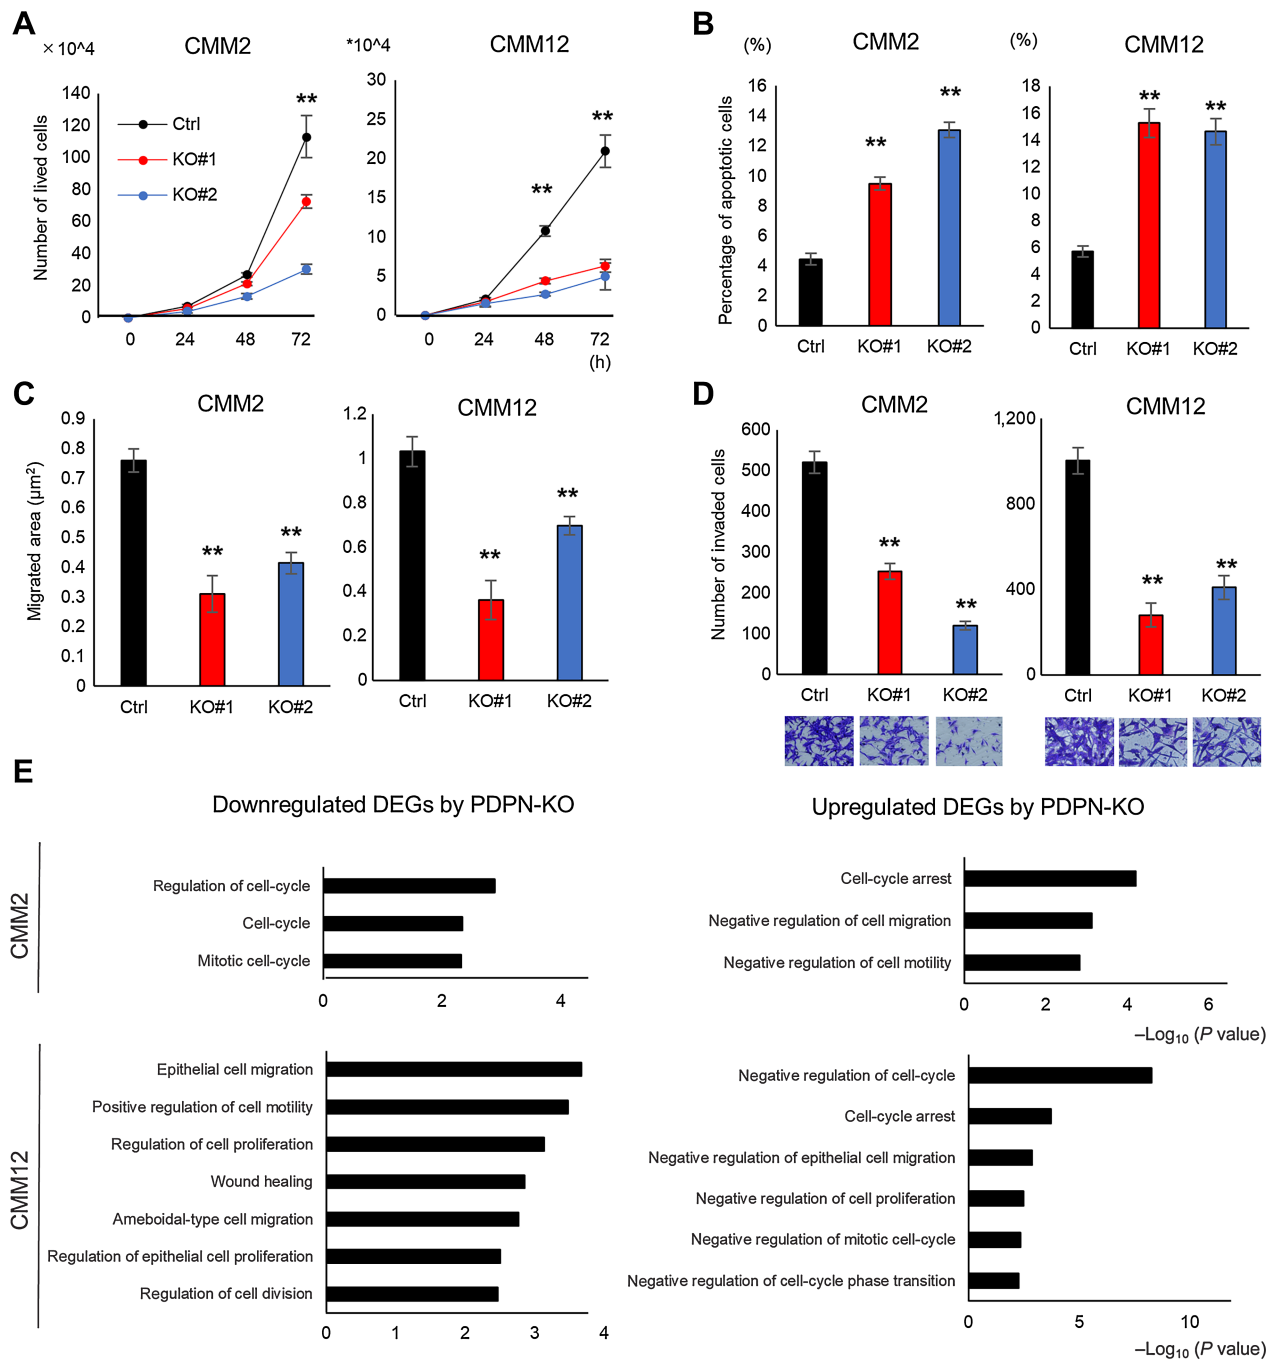 A
×10^4
CMM2
*10^4
CMM12
Number of lived cells
140
120
100
80
60
40
20
0
Ctrl
KO#1
KO#2
**
0
24
48
72
30
25
20
15
10
5
0
**
**
0
24
48
72
(h)
B
(%)
CMM2
(%)
CMM12
Percentage of apoptotic cells
16
14
12
10
8
6
4
2
0
**
**
Ctrl
KO#1
KO#2
18
16
14
12
10
8
6
4
2
0
**
**
Ctrl
KO#1
KO#2
C
CMM2
CMM12
Migrated area (µm²)
0.9
0.8
0.7
0.6
0.5
0.4
0.3
0.2
0.1
0
**
**
Ctrl
KO#1
KO#2
1.2
1
0.8
0.6
0.4
0.2
0
**
**
Ctrl
KO#1
KO#2
D
CMM2
CMM12
Number of invaded cells
600
500
400
300
200
100
0
**
**
Ctrl
KO#1
KO#2
1,200
800
400
0
**
**
Ctrl
KO#1
KO#2
E
Downregulated DEGs by PDPN-KO
Upregulated DEGs by PDPN-KO
CMM2
Regulation of cell-cycle
Cell-cycle
Mitotic cell-cycle
0
2
4
Cell-cycle arrest
Negative regulation of cell migration
Negative regulation of cell motility
0
2
4
6
–Log₁₀ (P value)
CMM12
Epithelial cell migration
Positive regulation of cell motility
Regulation of cell proliferation
Wound healing
Ameboidal-type cell migration
Regulation of epithelial cell proliferation
Regulation of cell division
0
1
2
3
4
Negative regulation of cell-cycle
Cell-cycle arrest
Negative regulation of epithelial cell migration
Negative regulation of cell proliferation
Negative regulation of mitotic cell-cycle
Negative regulation of cell-cycle phase transition
0
5
10
–Log₁₀ (P value)